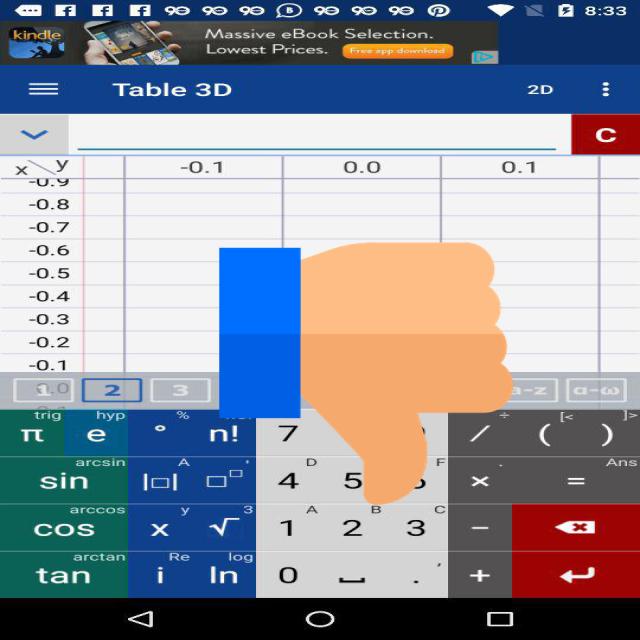 8:33
kindle
Massive eBook Selection.
Lowest Prices. Free app download
Table 3D 2D
C
x y -0.1 0.0 0.1
-0.9
-0.8
-0.7
-0.6
-0.5
-0.4
-0.3
-0.2
-0.1
0.0
1 2 3 a-z α-ω
trig hyp % ÷ [< ]>
π e ° n! 7 / ( )
arcsin A ' D F . Ans
sin |□| □□ 4 5 × =
arccos y 3 A B C
cos x √ 1 2 3 −
arctan Re log ,
tan i ln 0 . +